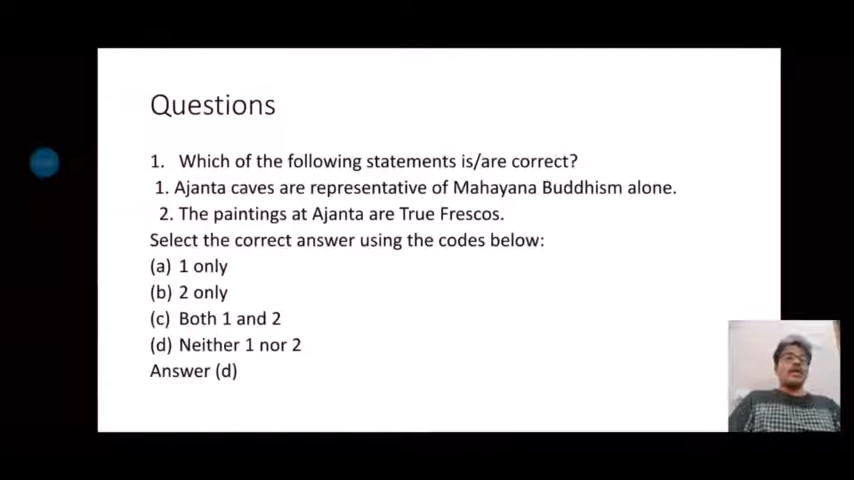 Questions
1. Which of the following statements is/are correct?
1. Ajanta caves are representative of Mahayana Buddhism alone.
2. The paintings at Ajanta are True Frescos.
Select the correct answer using the codes below:
(a) 1 only
(b) 2 only
(c) Both 1 and 2
(d) Neither 1 nor 2
Answer (d)